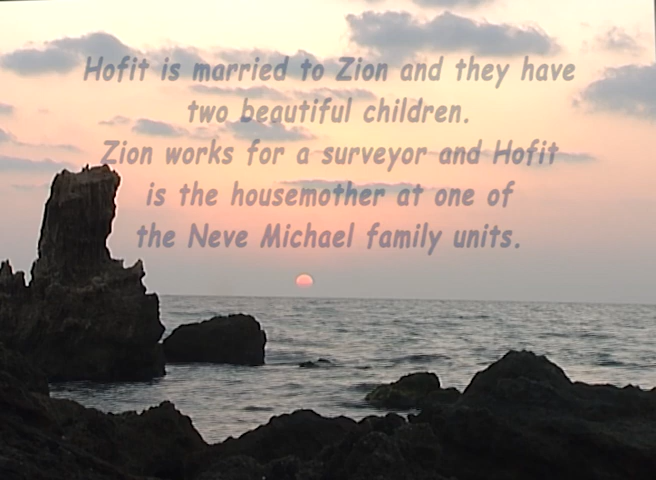 Hofit is married to Zion and they have
two beautiful children.
Zion works for a surveyor and Hofit
is the housemother at one of
the Neve Michael family units.